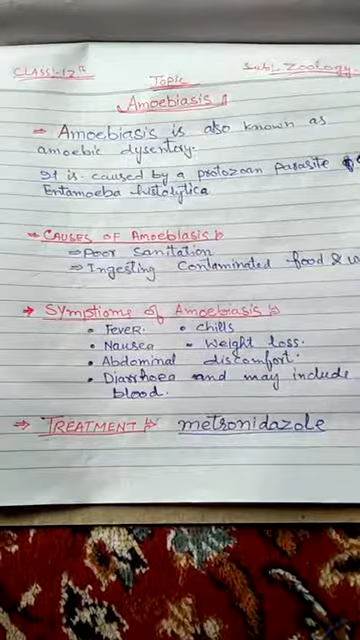 CLASS:-12th
Sub:- Zoology
Topic
Amoebiasis
⇒ Amoebiasis is also known as
amoebic dysentery.
It is caused by a protozoan parasite
Entamoeba histolytica
⇒ CAUSES OF AMOEBIASIS
⇒ Poor sanitation
⇒ Ingesting Contaminated food &
→ Symptioms of Amoebiasis
• Fever. • chills
• Nausea • Weight loss.
• Abdominal discomfort.
• Diarrhoea and may include
blood.
⇒ TREATMENT metronidazole